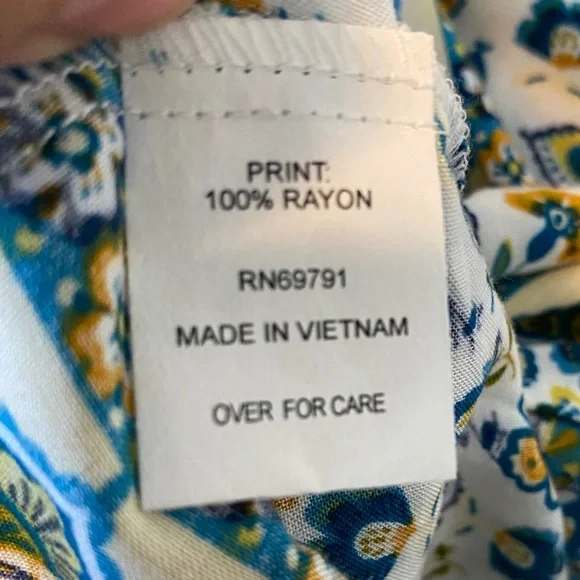 PRINT:
100% RAYON
RN69791
MADE IN VIETNAM
OVER FOR CARE